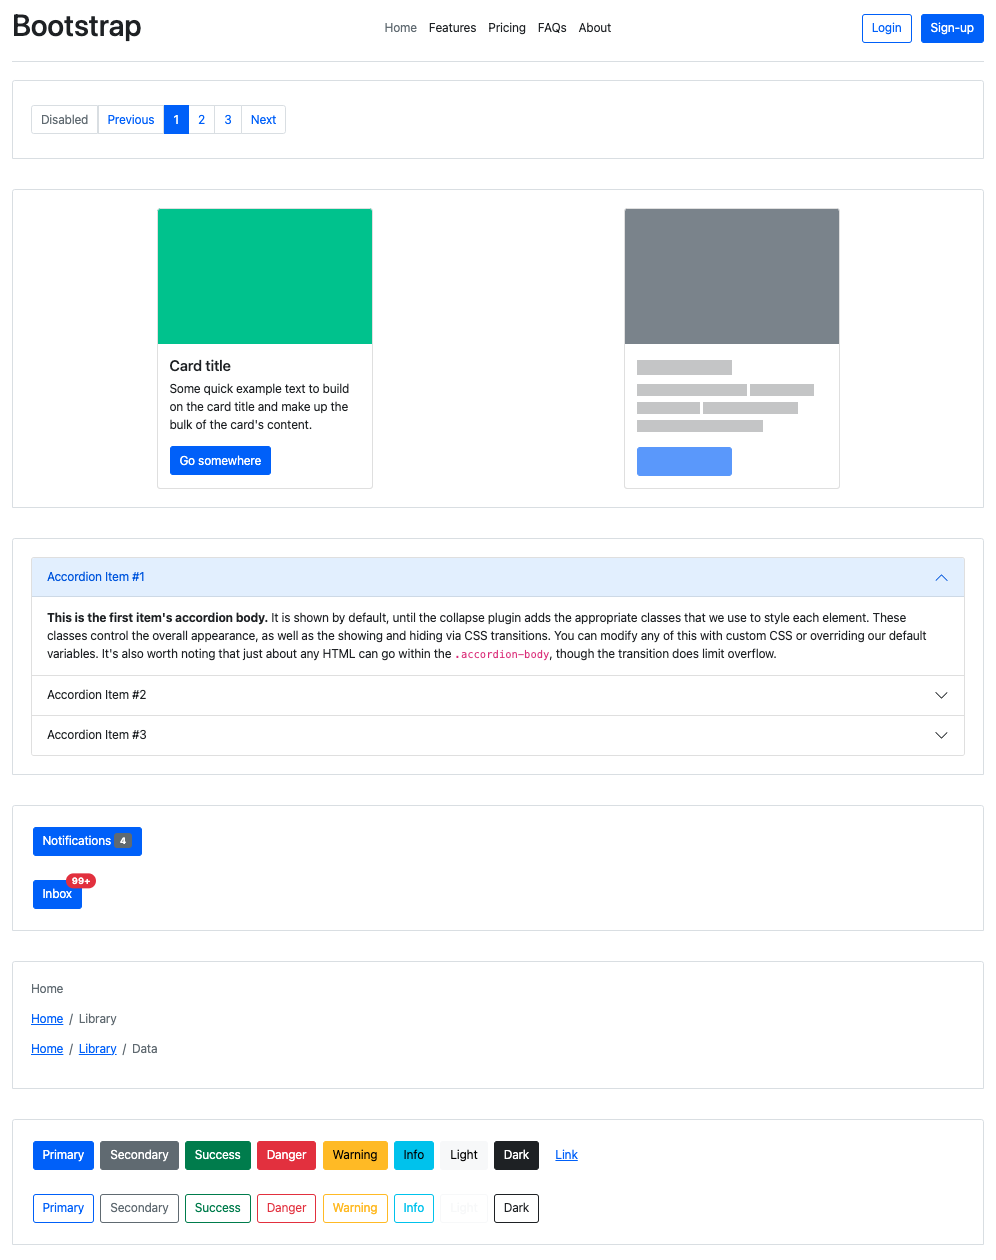 Bootstrap Home Features Pricing FAQs About Login Sign-up
Disabled Previous 1 2 3 Next
Card title
Some quick example text to build
on the card title and make up the
bulk of the card's content.
Go somewhere
Accordion Item #1
This is the first item's accordion body. It is shown by default, until the collapse plugin adds the appropriate classes that we use to style each element. These
classes control the overall appearance, as well as the showing and hiding via CSS transitions. You can modify any of this with custom CSS or overriding our default
variables. It's also worth noting that just about any HTML can go within the .accordion-body, though the transition does limit overflow.
Accordion Item #2
Accordion Item #3
Notifications 4
Inbox 99+
Home
Home / Library
Home / Library / Data
Primary Secondary Success Danger Warning Info Light Dark Link
Primary Secondary Success Danger Warning Info Light Dark